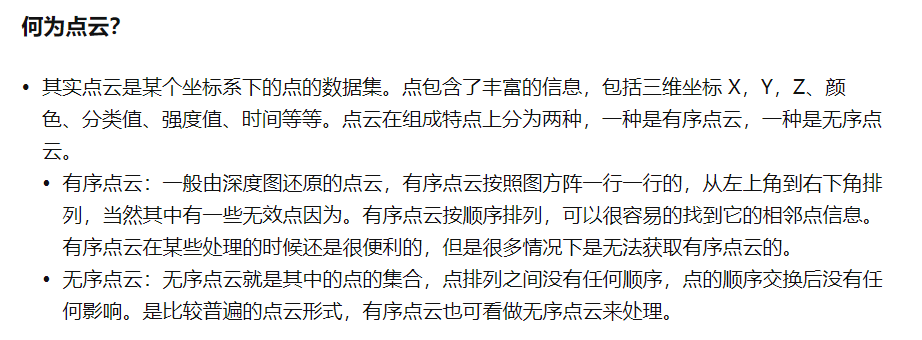 何为点云？
• 其实点云是某个坐标系下的点的数据集。点包含了丰富的信息，包括三维坐标 X，Y，Z、颜
色、分类值、强度值、时间等等。点云在组成特点上分为两种，一种是有序点云，一种是无序点
云。
• 有序点云：一般由深度图还原的点云，有序点云按照图方阵一行一行的，从左上角到右下角排
列，当然其中有一些无效点因为。有序点云按顺序排列，可以很容易的找到它的相邻点信息。
有序点云在某些处理的时候还是很便利的，但是很多情况下是无法获取有序点云的。
• 无序点云：无序点云就是其中的点的集合，点排列之间没有任何顺序，点的顺序交换后没有任
何影响。是比较普遍的点云形式，有序点云也可看做无序点云来处理。